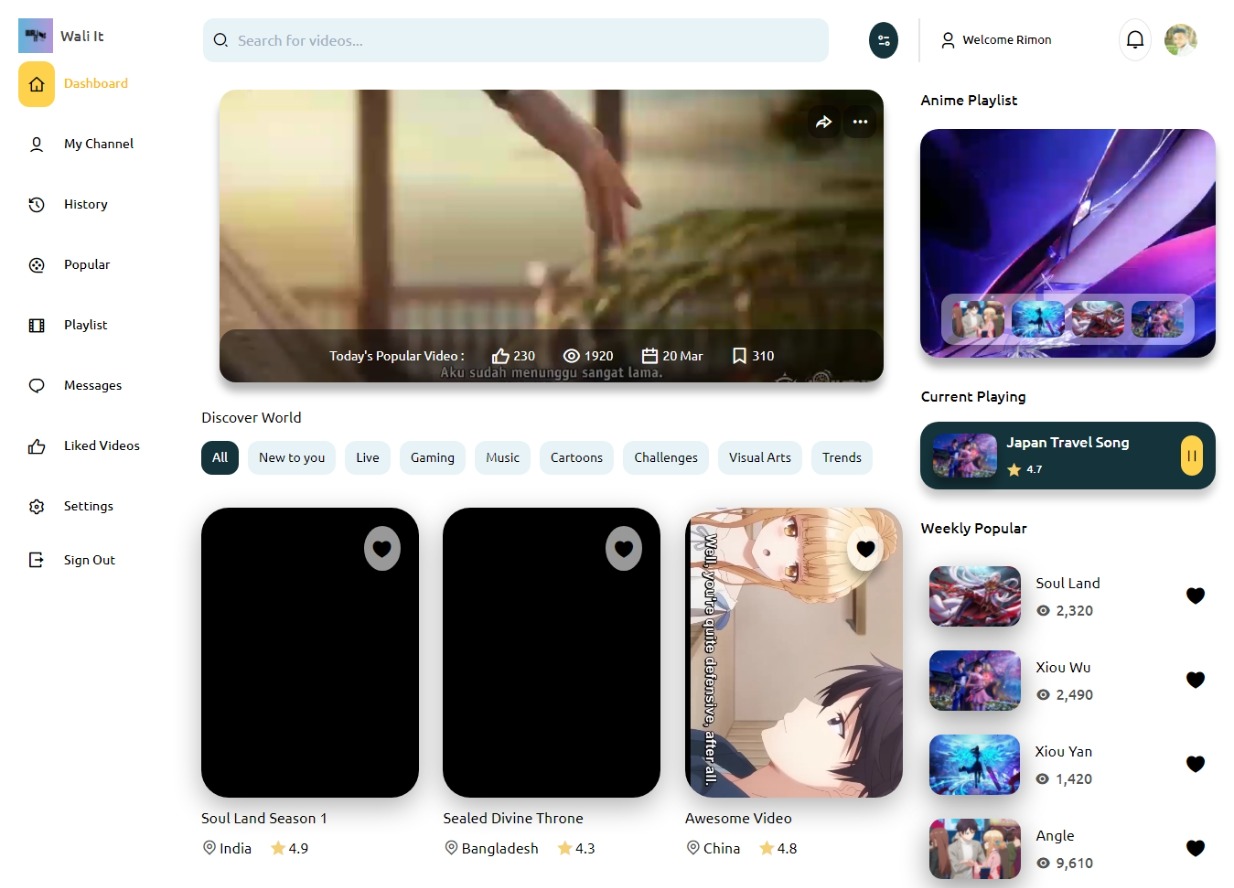 Wali It
Search for videos...
Welcome Rimon
Dashboard
My Channel
History
Popular
Playlist
Messages
Liked Videos
Settings
Sign Out
Today's Popular Video : 230 1920 20 Mar 310
Aku sudah menunggu sangat lama.
Discover World
All New to you Live Gaming Music Cartoons Challenges Visual Arts Trends
Well, you're quite defensive, after all.
Soul Land Season 1
India 4.9
Sealed Divine Throne
Bangladesh 4.3
Awesome Video
China 4.8
Anime Playlist
Current Playing
Japan Travel Song
4.7
Weekly Popular
Soul Land
2,320
Xiou Wu
2,490
Xiou Yan
1,420
Angle
9,610